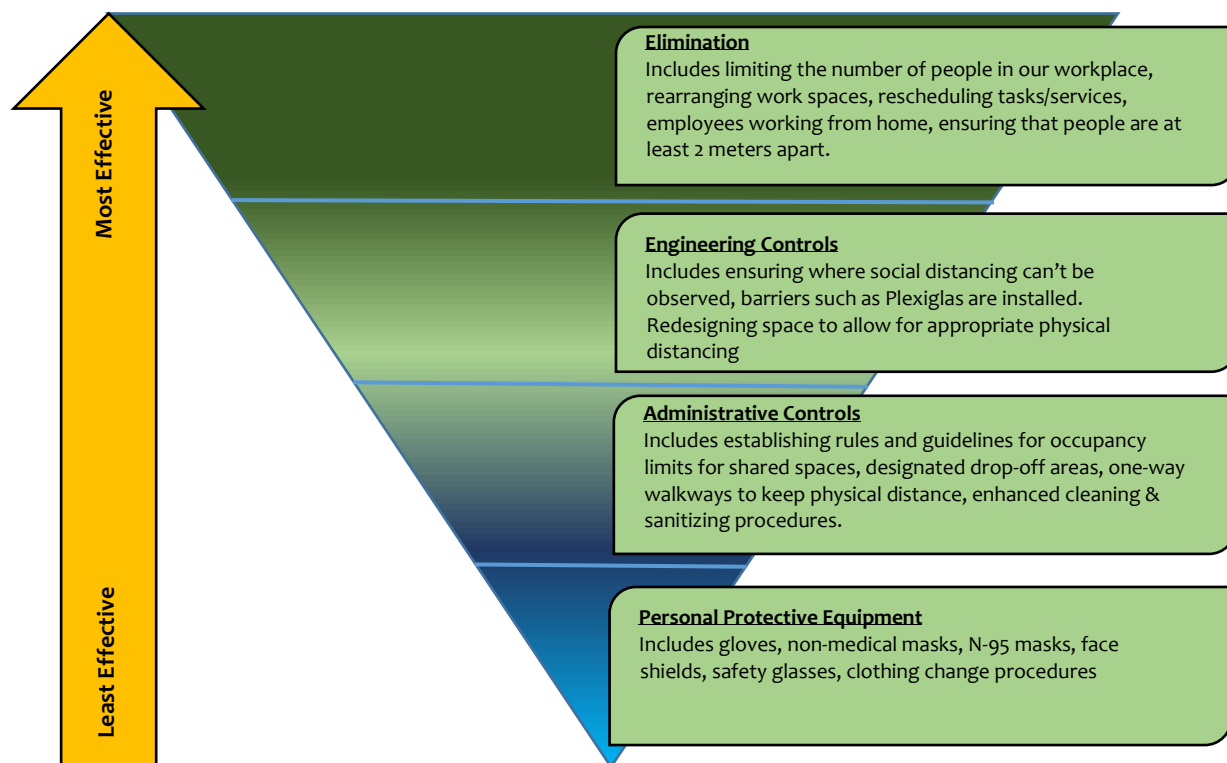 Most Effective
Least Effective
Elimination
Includes limiting the number of people in our workplace,
rearranging work spaces, rescheduling tasks/services,
employees working from home, ensuring that people are at
least 2 meters apart.
Engineering Controls
Includes ensuring where social distancing can’t be
observed, barriers such as Plexiglas are installed.
Redesigning space to allow for appropriate physical
distancing
Administrative Controls
Includes establishing rules and guidelines for occupancy
limits for shared spaces, designated drop-off areas, one-way
walkways to keep physical distance, enhanced cleaning &
sanitizing procedures.
Personal Protective Equipment
Includes gloves, non-medical masks, N-95 masks, face
shields, safety glasses, clothing change procedures